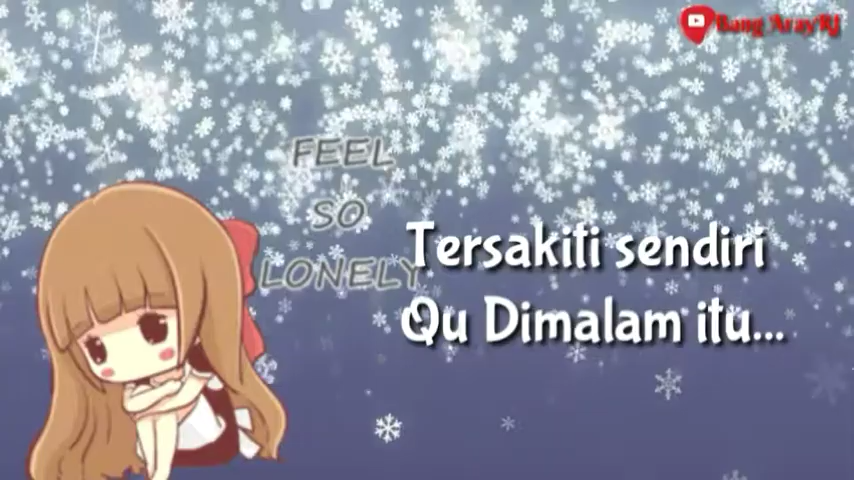 Bang ArayRJ
FEEL
SO
LONELY
Tersakiti sendiri
Qu Dimalam itu...